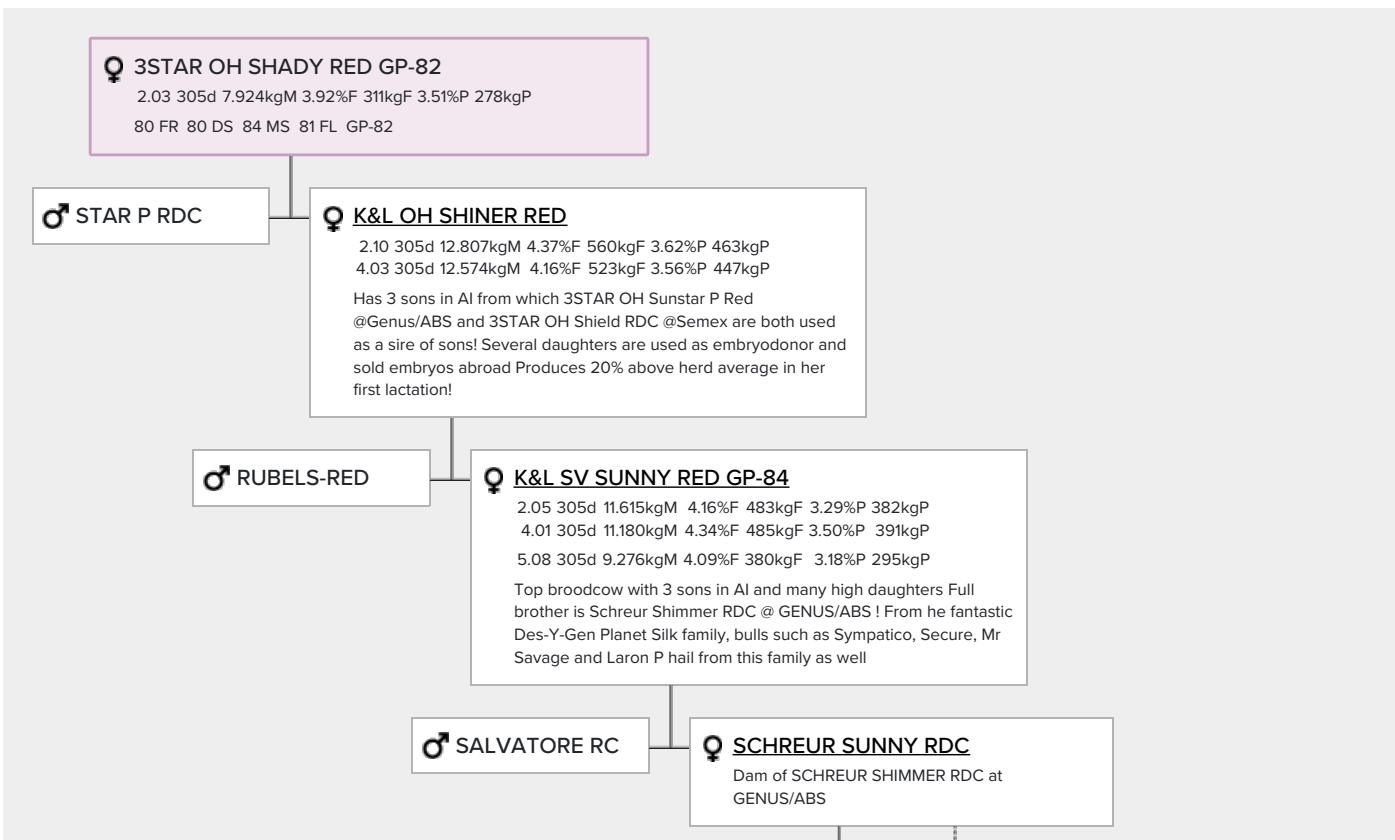 3STAR OH SHADY RED GP-82
2.03 305d 7.924kgM 3.92%F 311kgF 3.51%P 278kgP
80 FR 80 DS 84 MS 81 FL GP-82
STAR P RDC
K&L OH SHINER RED
2.10 305d 12.807kgM 4.37%F 560kgF 3.62%P 463kgP
4.03 305d 12.574kgM 4.16%F 523kgF 3.56%P 447kgP
Has 3 sons in AI from which 3STAR OH Sunstar P Red
@Genus/ABS and 3STAR OH Shield RDC @Semex are both used
as a sire of sons! Several daughters are used as embryodonor and
sold embryos abroad Produces 20% above herd average in her
first lactation!
RUBELS-RED
K&L SV SUNNY RED GP-84
2.05 305d 11.615kgM 4.16%F 483kgF 3.29%P 382kgP
4.01 305d 11.180kgM 4.34%F 485kgF 3.50%P 391kgP
5.08 305d 9.276kgM 4.09%F 380kgF 3.18%P 295kgP
Top broodcow with 3 sons in AI and many high daughters Full
brother is Schreur Shimmer RDC @ GENUS/ABS ! From he fantastic
Des-Y-Gen Planet Silk family, bulls such as Sympatico, Secure, Mr
Savage and Laron P hail from this family as well
SALVATORE RC
SCHREUR SUNNY RDC
Dam of SCHREUR SHIMMER RDC at
GENUS/ABS